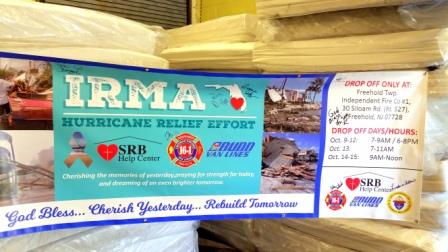 IRMA
HURRICANE RELIEF EFFORT
SRB
Help Center
16-1
MUDD
VAN LINES
Cherishing the memories of yesterday, praying for strength for today,
and dreaming of an even brighter tomorrow.
God Bless... Cherish Yesterday... Rebuild Tomorrow
DROP OFF ONLY AT:
Freehold Twp.
Independent Fire Co #1,
30 Siloam Rd. (Rt. 527),
Freehold, NJ 07728
DROP OFF DAYS/HOURS:
Oct. 9-12: 7-9AM / 6-8PM
Oct. 13: 7-11AM
Oct. 14-15: 9AM-Noon
SRB
Help Center
VAN LINES